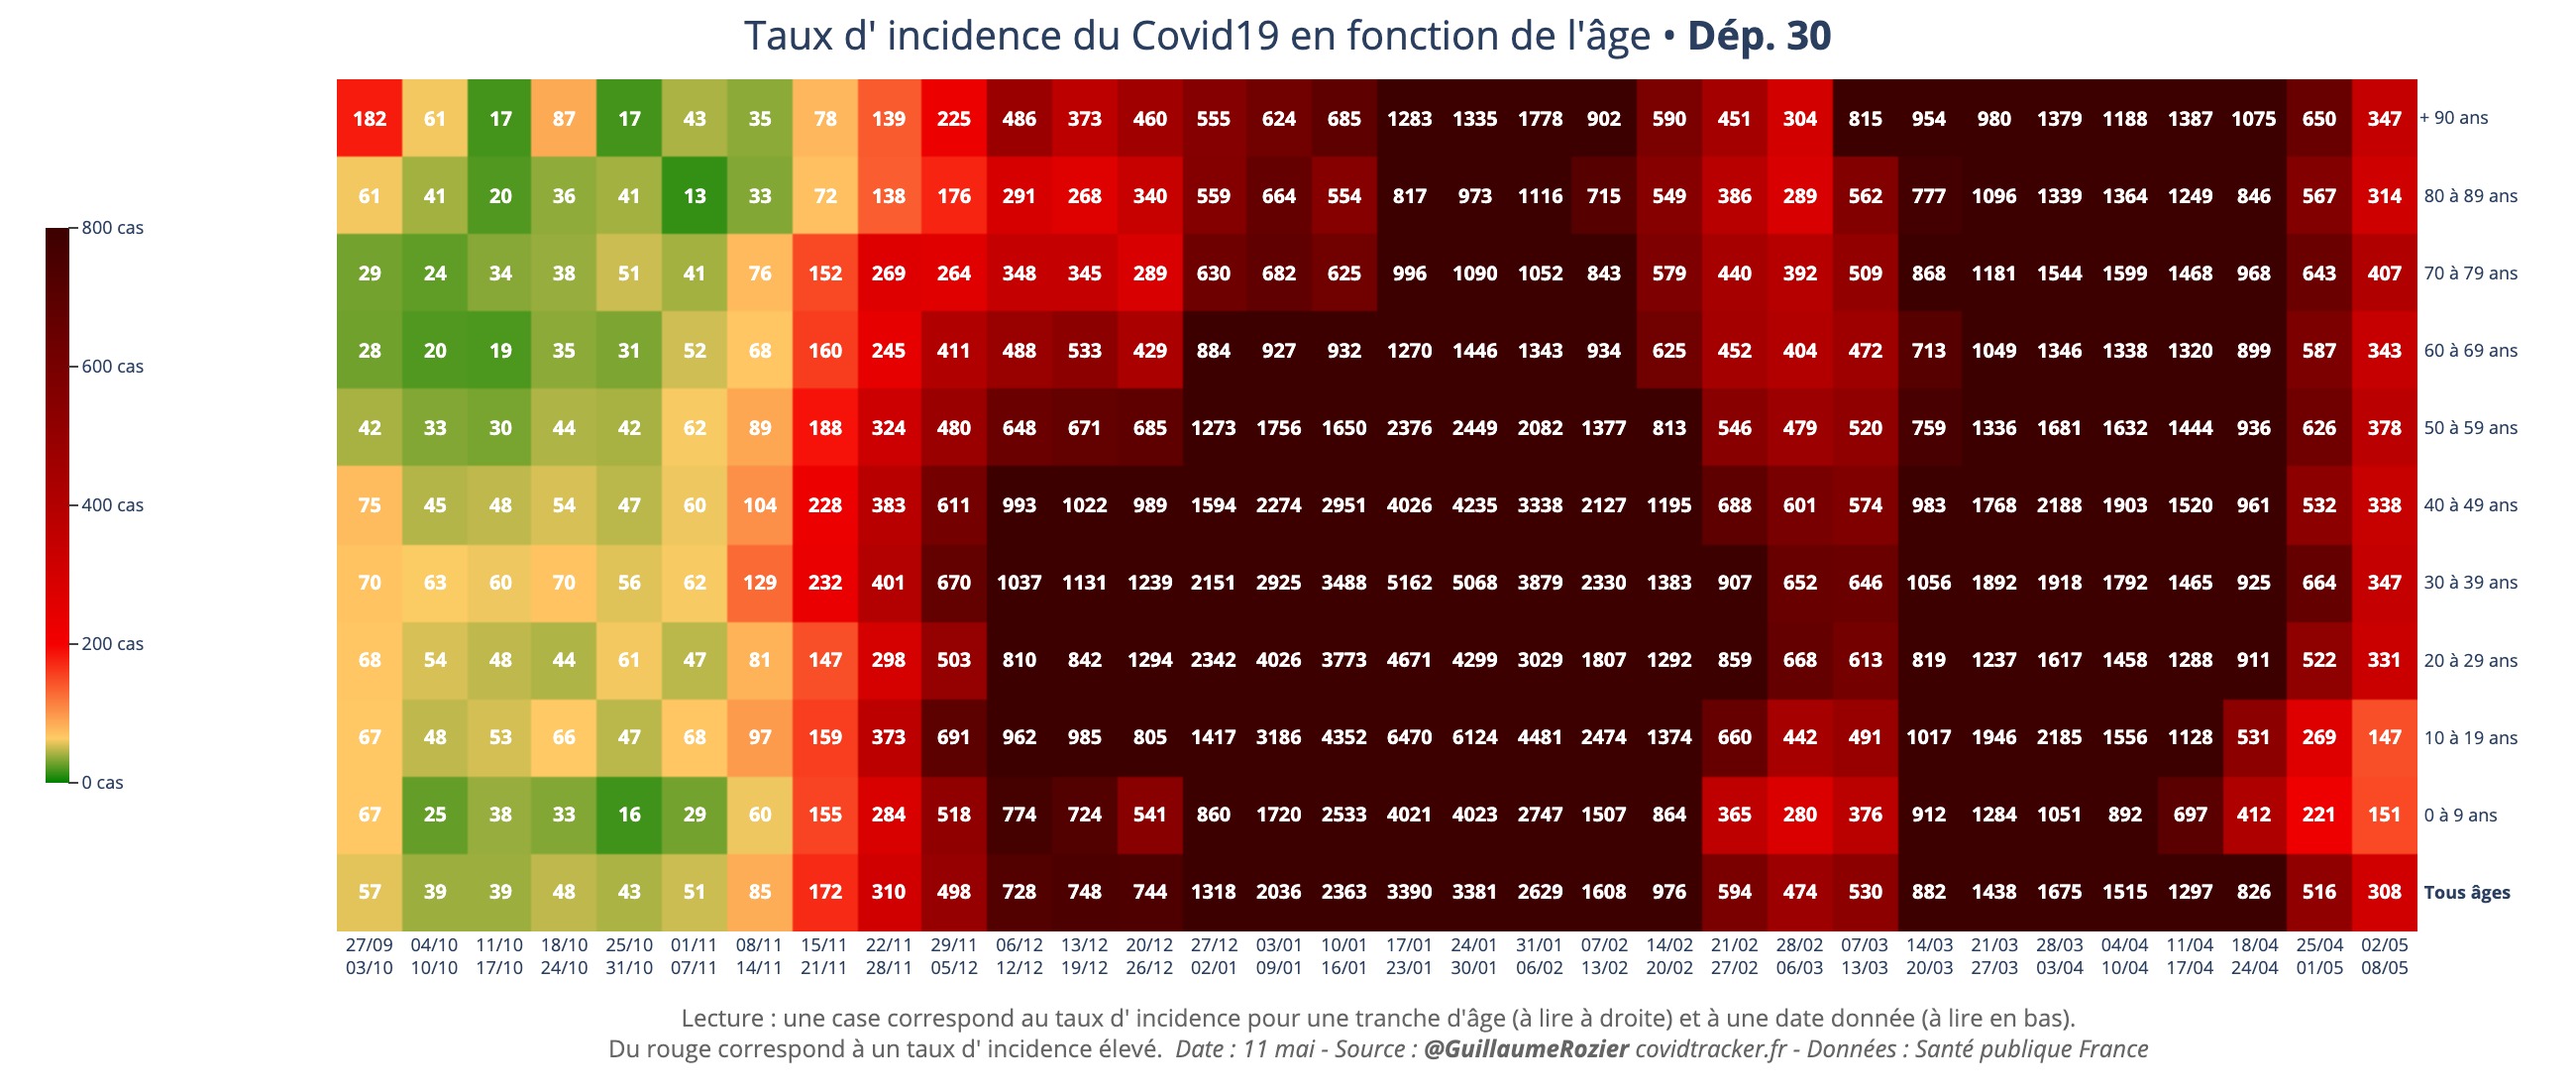 Taux d' incidence du Covid19 en fonction de l'âge • Dép. 30
800 cas
600 cas
400 cas
200 cas
0 cas
182 61 17 87 17 43 35 78 139 225 486 373 460 555 624 685 1283 1335 1778 902 590 451 304 815 954 980 1379 1188 1387 1075 650 347 + 90 ans
61 41 20 36 41 13 33 72 138 176 291 268 340 559 664 554 817 973 1116 715 549 386 289 562 777 1096 1339 1364 1249 846 567 314 80 à 89 ans
29 24 34 38 51 41 76 152 269 264 348 345 289 630 682 625 996 1090 1052 843 579 440 392 509 868 1181 1544 1599 1468 968 643 407 70 à 79 ans
28 20 19 35 31 52 68 160 245 411 488 533 429 884 927 932 1270 1446 1343 934 625 452 404 472 713 1049 1346 1338 1320 899 587 343 60 à 69 ans
42 33 30 44 42 62 89 188 324 480 648 671 685 1273 1756 1650 2376 2449 2082 1377 813 546 479 520 759 1336 1681 1632 1444 936 626 378 50 à 59 ans
75 45 48 54 47 60 104 228 383 611 993 1022 989 1594 2274 2951 4026 4235 3338 2127 1195 688 601 574 983 1768 2188 1903 1520 961 532 338 40 à 49 ans
70 63 60 70 56 62 129 232 401 670 1037 1131 1239 2151 2925 3488 5162 5068 3879 2330 1383 907 652 646 1056 1892 1918 1792 1465 925 664 347 30 à 39 ans
68 54 48 44 61 47 81 147 298 503 810 842 1294 2342 4026 3773 4671 4299 3029 1807 1292 859 668 613 819 1237 1617 1458 1288 911 522 331 20 à 29 ans
67 48 53 66 47 68 97 159 373 691 962 985 805 1417 3186 4352 6470 6124 4481 2474 1374 660 442 491 1017 1946 2185 1556 1128 531 269 147 10 à 19 ans
67 25 38 33 16 29 60 155 284 518 774 724 541 860 1720 2533 4021 4023 2747 1507 864 365 280 376 912 1284 1051 892 697 412 221 151 0 à 9 ans
57 39 39 48 43 51 85 172 310 498 728 748 744 1318 2036 2363 3390 3381 2629 1608 976 594 474 530 882 1438 1675 1515 1297 826 516 308 Tous âges
27/09 04/10 11/10 18/10 25/10 01/11 08/11 15/11 22/11 29/11 06/12 13/12 20/12 27/12 03/01 10/01 17/01 24/01 31/01 07/02 14/02 21/02 28/02 07/03 14/03 21/03 28/03 04/04 11/04 18/04 25/04 02/05
03/10 10/10 17/10 24/10 31/10 07/11 14/11 21/11 28/11 05/12 12/12 19/12 26/12 02/01 09/01 16/01 23/01 30/01 06/02 13/02 20/02 27/02 06/03 13/03 20/03 27/03 03/04 10/04 17/04 24/04 01/05 08/05
Lecture : une case correspond au taux d' incidence pour une tranche d'âge (à lire à droite) et à une date donnée (à lire en bas).
Du rouge correspond à un taux d' incidence élevé. Date : 11 mai - Source : @GuillaumeRozier covidtracker.fr - Données : Santé publique France